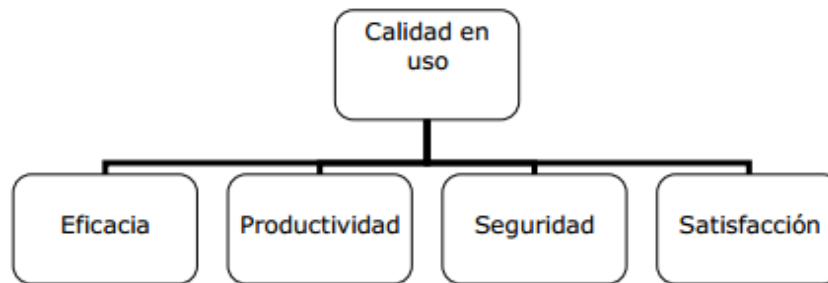 Calidad en
uso
Eficacia
Productividad
Seguridad
Satisfacción